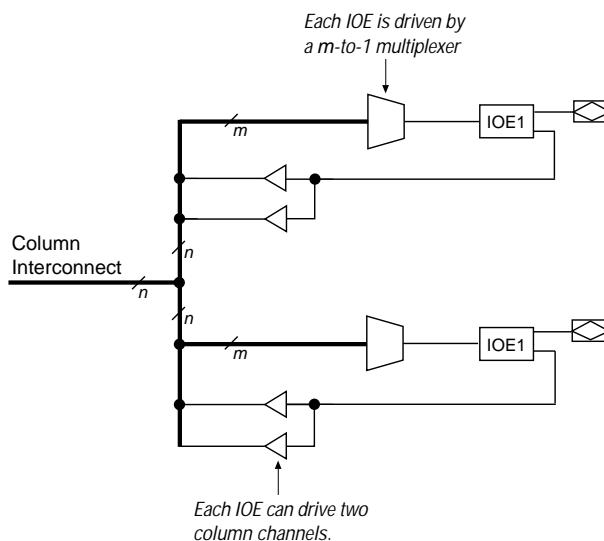 Each IOE is driven by
a m-to-1 multiplexer
m
IOE1
n
Column
Interconnect
n
n
m
IOE1
Each IOE can drive two
column channels.